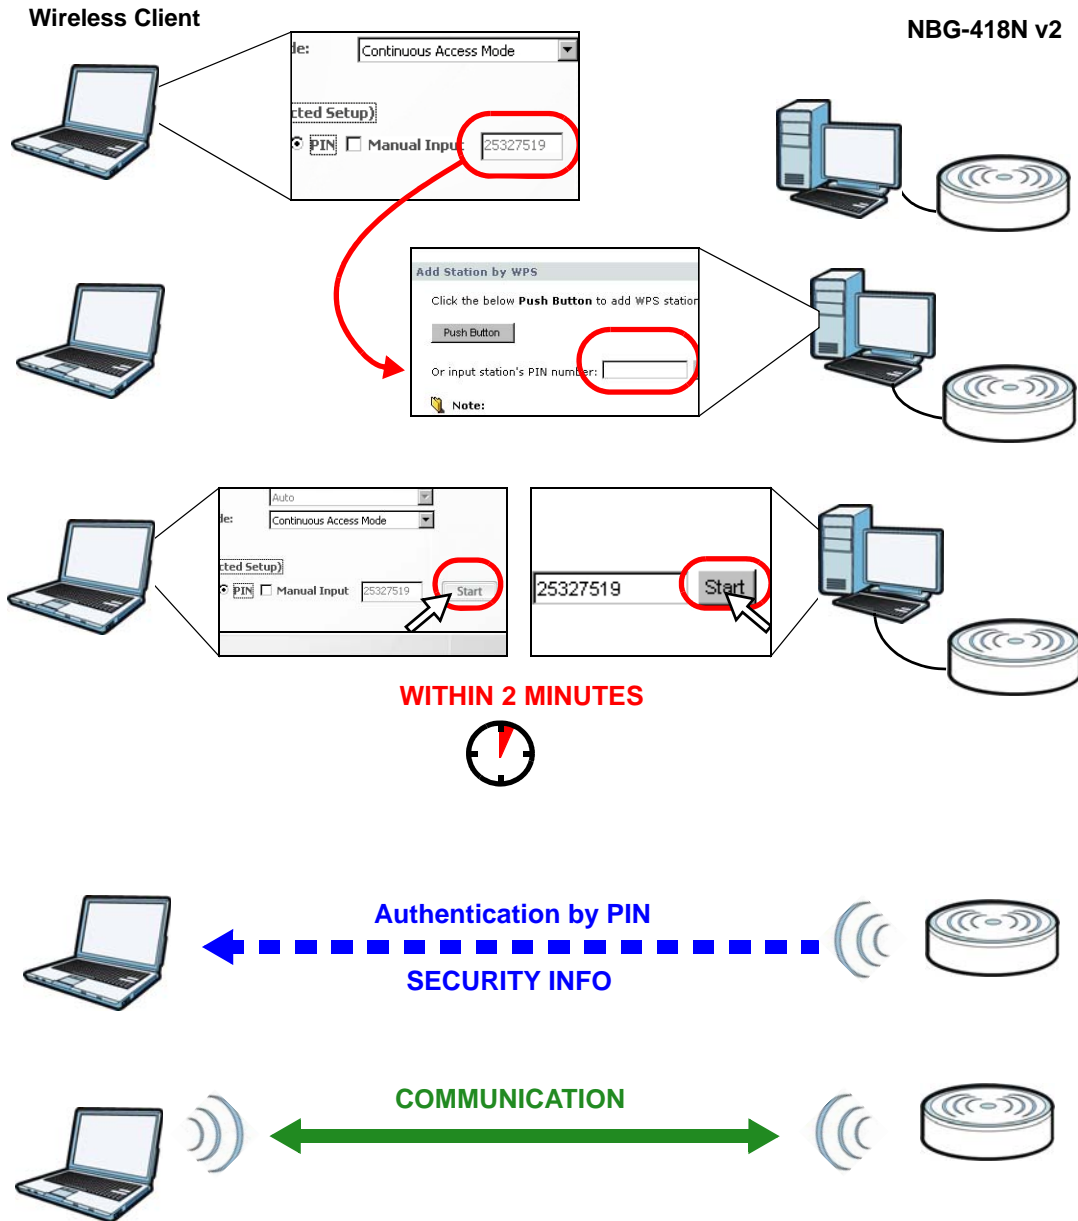 Wireless Client
NBG-418N v2
de:
Continuous Access Mode
cted Setup)
PIN
Manual Input
25327519
Add Station by WPS
Click the below Push Button to add WPS station
Push Button
Or input station's PIN number:
Note:
Auto
de:
Continuous Access Mode
cted Setup)
PIN
Manual Input
25327519
Start
25327519
Start
WITHIN 2 MINUTES
Authentication by PIN
SECURITY INFO
COMMUNICATION